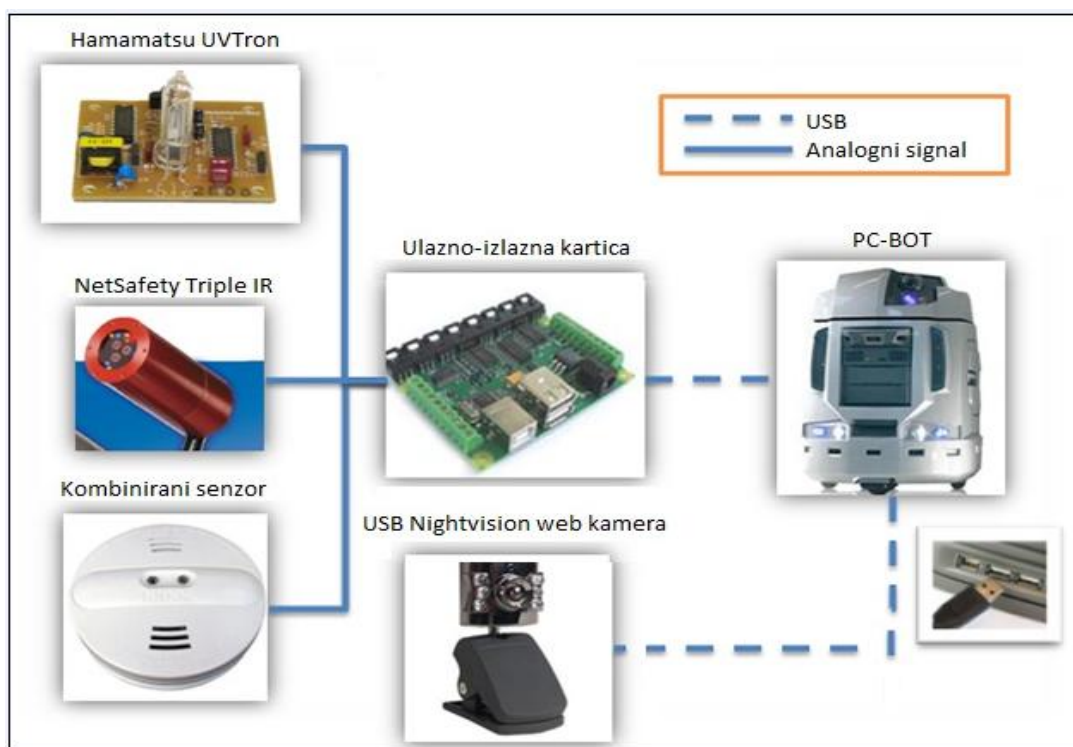 Hamamatsu UVTron
USB
Analogni signal
Ulazno-izlazna kartica
PC-BOT
NetSafety Triple IR
Kombinirani senzor
USB Nightvision web kamera